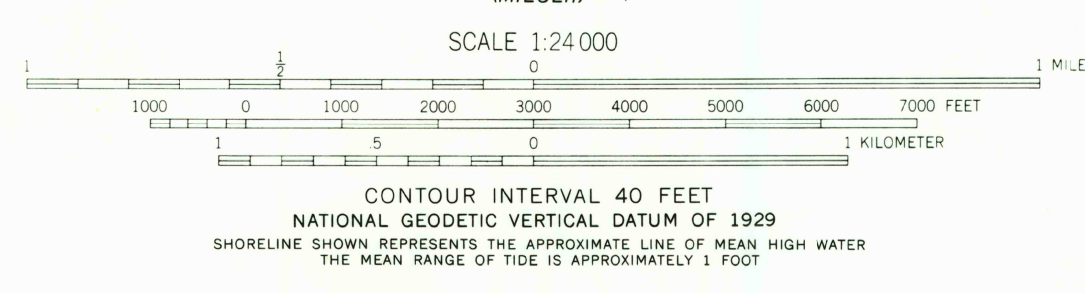 SCALE 1:24 000
1 1/2 0 1 MILE
1000 0 1000 2000 3000 4000 5000 6000 7000 FEET
1 .5 0 1 KILOMETER
CONTOUR INTERVAL 40 FEET
NATIONAL GEODETIC VERTICAL DATUM OF 1929
SHORELINE SHOWN REPRESENTS THE APPROXIMATE LINE OF MEAN HIGH WATER
THE MEAN RANGE OF TIDE IS APPROXIMATELY 1 FOOT